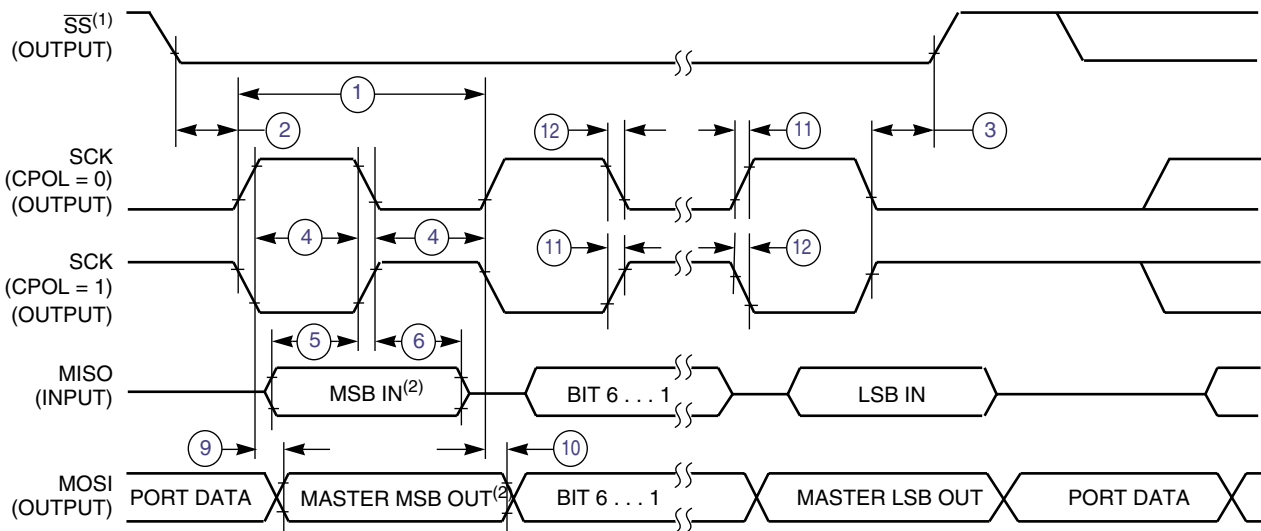 SS(1)
(OUTPUT)
1
2
12
11
3
SCK
(CPOL = 0)
(OUTPUT)
4
4
11
12
SCK
(CPOL = 1)
(OUTPUT)
5
6
MISO
(INPUT)
MSB IN(2)
BIT 6 . . . 1
LSB IN
9
10
MOSI
(OUTPUT)
PORT DATA
MASTER MSB OUT(2
BIT 6 . . . 1
MASTER LSB OUT
PORT DATA